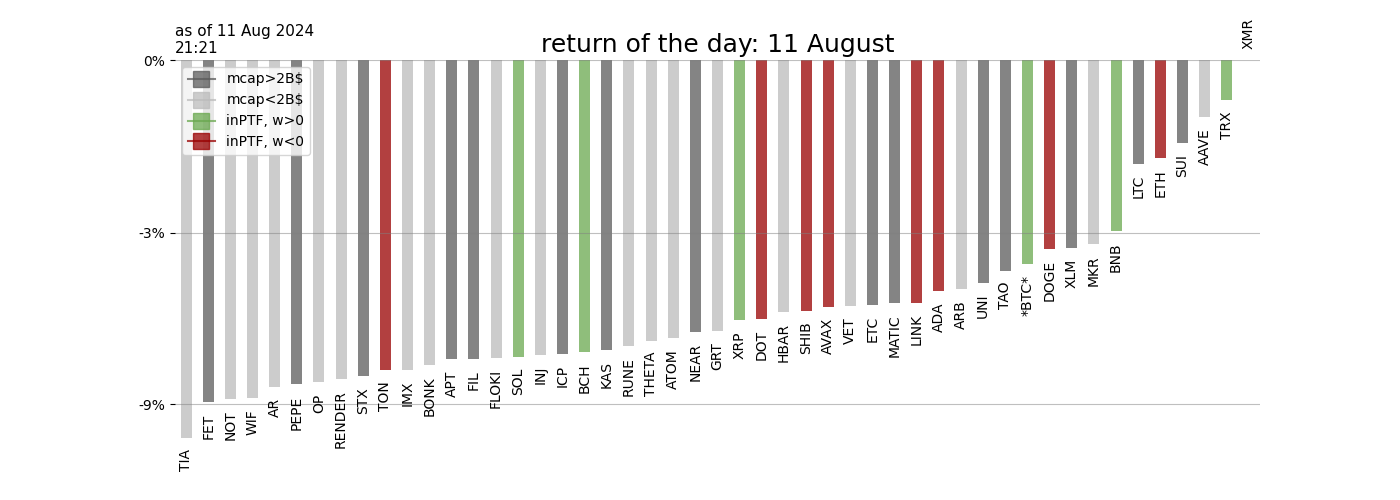 as of 11 Aug 2024
21:21
return of the day: 11 August
XMR
0%
-3%
-9%
mcap>2B$
mcap<2B$
inPTF, w>0
inPTF, w<0
TIA
FET
NOT
WIF
AR
PEPE
OP
RENDER
STX
TON
IMX
BONK
APT
FIL
FLOKI
SOL
INJ
ICP
BCH
KAS
RUNE
THETA
ATOM
NEAR
GRT
XRP
DOT
HBAR
SHIB
AVAX
VET
ETC
MATIC
LINK
ADA
ARB
UNI
TAO
*BTC*
DOGE
XLM
MKR
BNB
LTC
ETH
SUI
AAVE
TRX